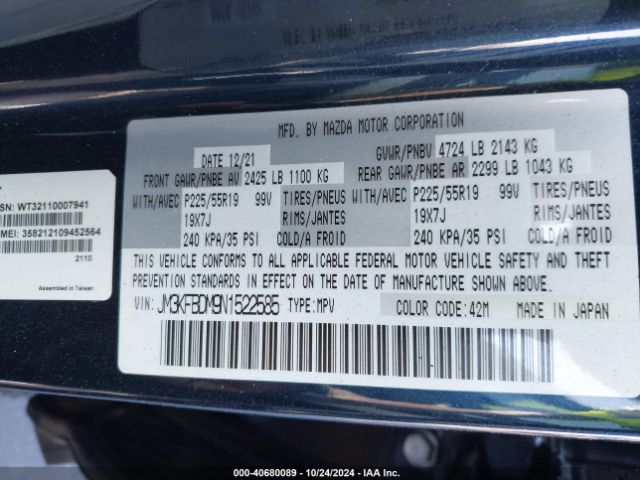 MFD. BY MAZDA MOTOR CORPORATION
DATE 12/21
GVWR/PNBV 4724 LB 2143 KG
FRONT GAWR/PNBE AV 2425 LB 1100 KG
REAR GAWR/PNBE AR 2299 LB 1043 KG
WITH/AVEC P225/55R19 99V TIRES/PNEUS
19X7J RIMS/JANTES
240 KPA/35 PSI COLD/A FROID
WITH/AVEC P225/55R19 99V TIRES/PNEUS
19X7J RIMS/JANTES
240 KPA/35 PSI COLD/A FROID
THIS VEHICLE CONFORMS TO ALL APPLICABLE FEDERAL MOTOR VEHICLE SAFETY AND THEFT
PREVENTION STANDARDS IN EFFECT ON THE DATE OF MANUFACTURE SHOWN ABOVE.
VIN: JM3KFBDM9N1522585 TYPE: MPV
COLOR CODE: 42M MADE IN JAPAN
SN: WT32110007941
MEI: 358212109452564
2110
Assembled in Taiwan
000-40680089 - 10/24/2024 - IAA Inc.